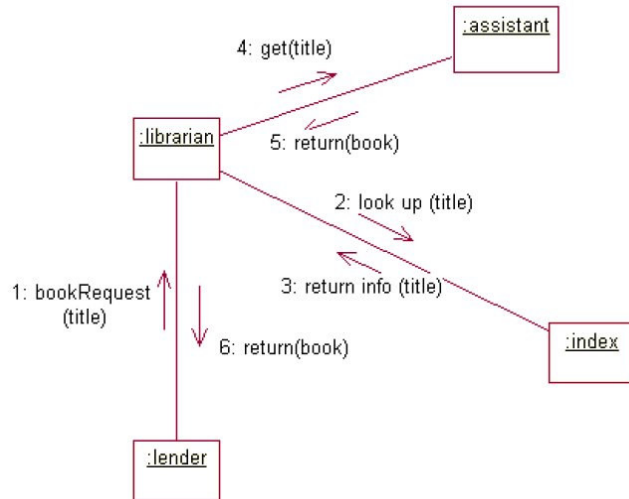 :assistant
4: get(title)
:librarian
5: return(book)
2: look up (title)
3: return info (title)
1: bookRequest
(title)
6: return(book)
:index
:lender